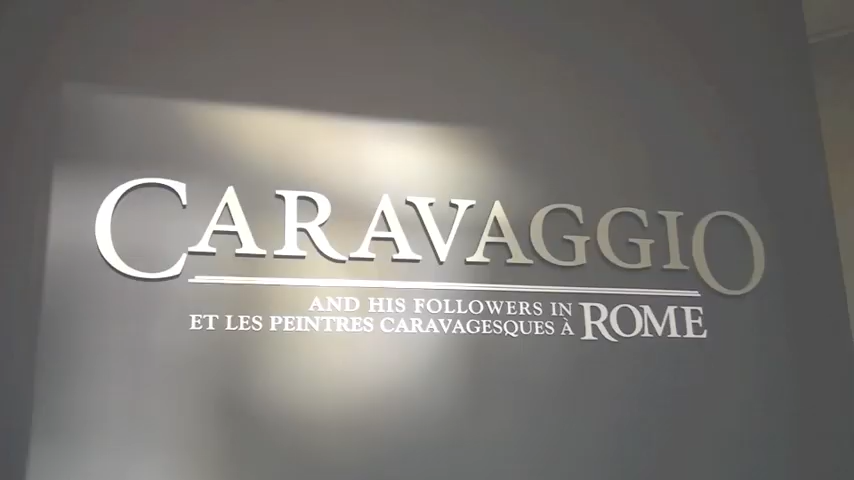 CARAVAGGIO
AND HIS FOLLOWERS IN
ET LES PEINTRES CARAVAGESQUES À
ROME